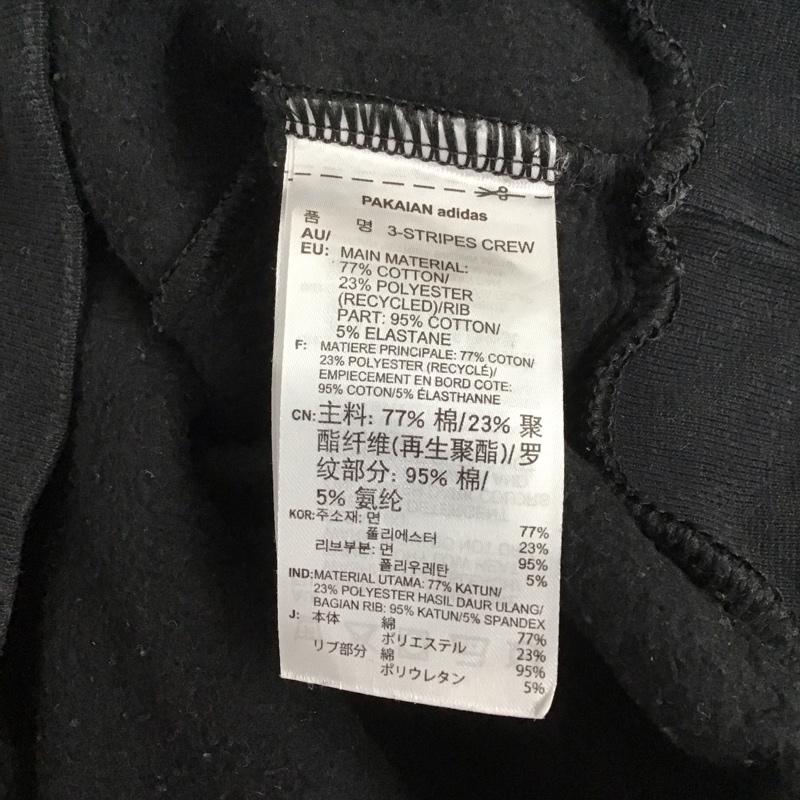 PAKAIAN adidas
품 명 3-STRIPES CREW
AU/
EU: MAIN MATERIAL:
77% COTTON/
23% POLYESTER
(RECYCLED)/RIB
PART: 95% COTTON/
5% ELASTANE
F: MATIERE PRINCIPALE: 77% COTON/
23% POLYESTER (RECYCLÉ)/
EMPIECEMENT EN BORD COTE:
95% COTON/5% ÉLASTHANNE
CN:主料: 77% 棉/23% 聚
酯纤维(再生聚酯)/罗
纹部分: 95% 棉/
5% 氨纶
KOR:주소재: 면 77%
폴리에스터 23%
리브부분: 면 95%
폴리우레탄 5%
IND:MATERIAL UTAMA: 77% KATUN/
23% POLYESTER HASIL DAUR ULANG/
BAGIAN RIB: 95% KATUN/5% SPANDEX
J: 本体 綿 77%
ポリエステル 23%
リブ部分 綿 95%
ポリウレタン 5%